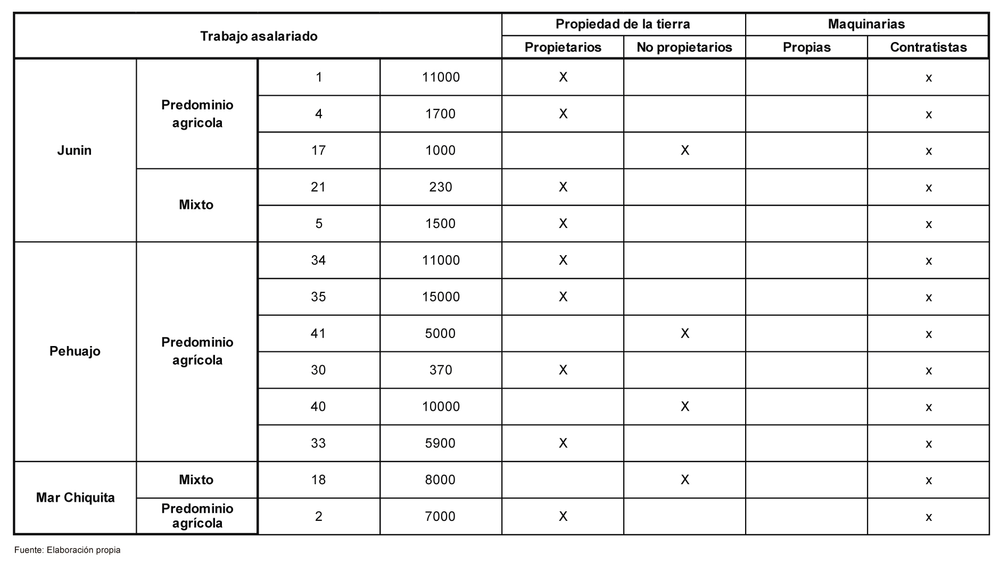 Trabajo asalariado Propiedad de la tierra Maquinarias
Propietarios No propietarios Propias Contratistas
Junin Predominio agricola 1 11000 X x
4 1700 X x
17 1000 X x
Mixto 21 230 X x
5 1500 X x
Pehuajo Predominio agrícola 34 11000 X x
35 15000 X x
41 5000 X x
30 370 X x
40 10000 X x
33 5900 X x
Mar Chiquita Mixto 18 8000 X x
Predominio agrícola 2 7000 X x
Fuente: Elaboración propia